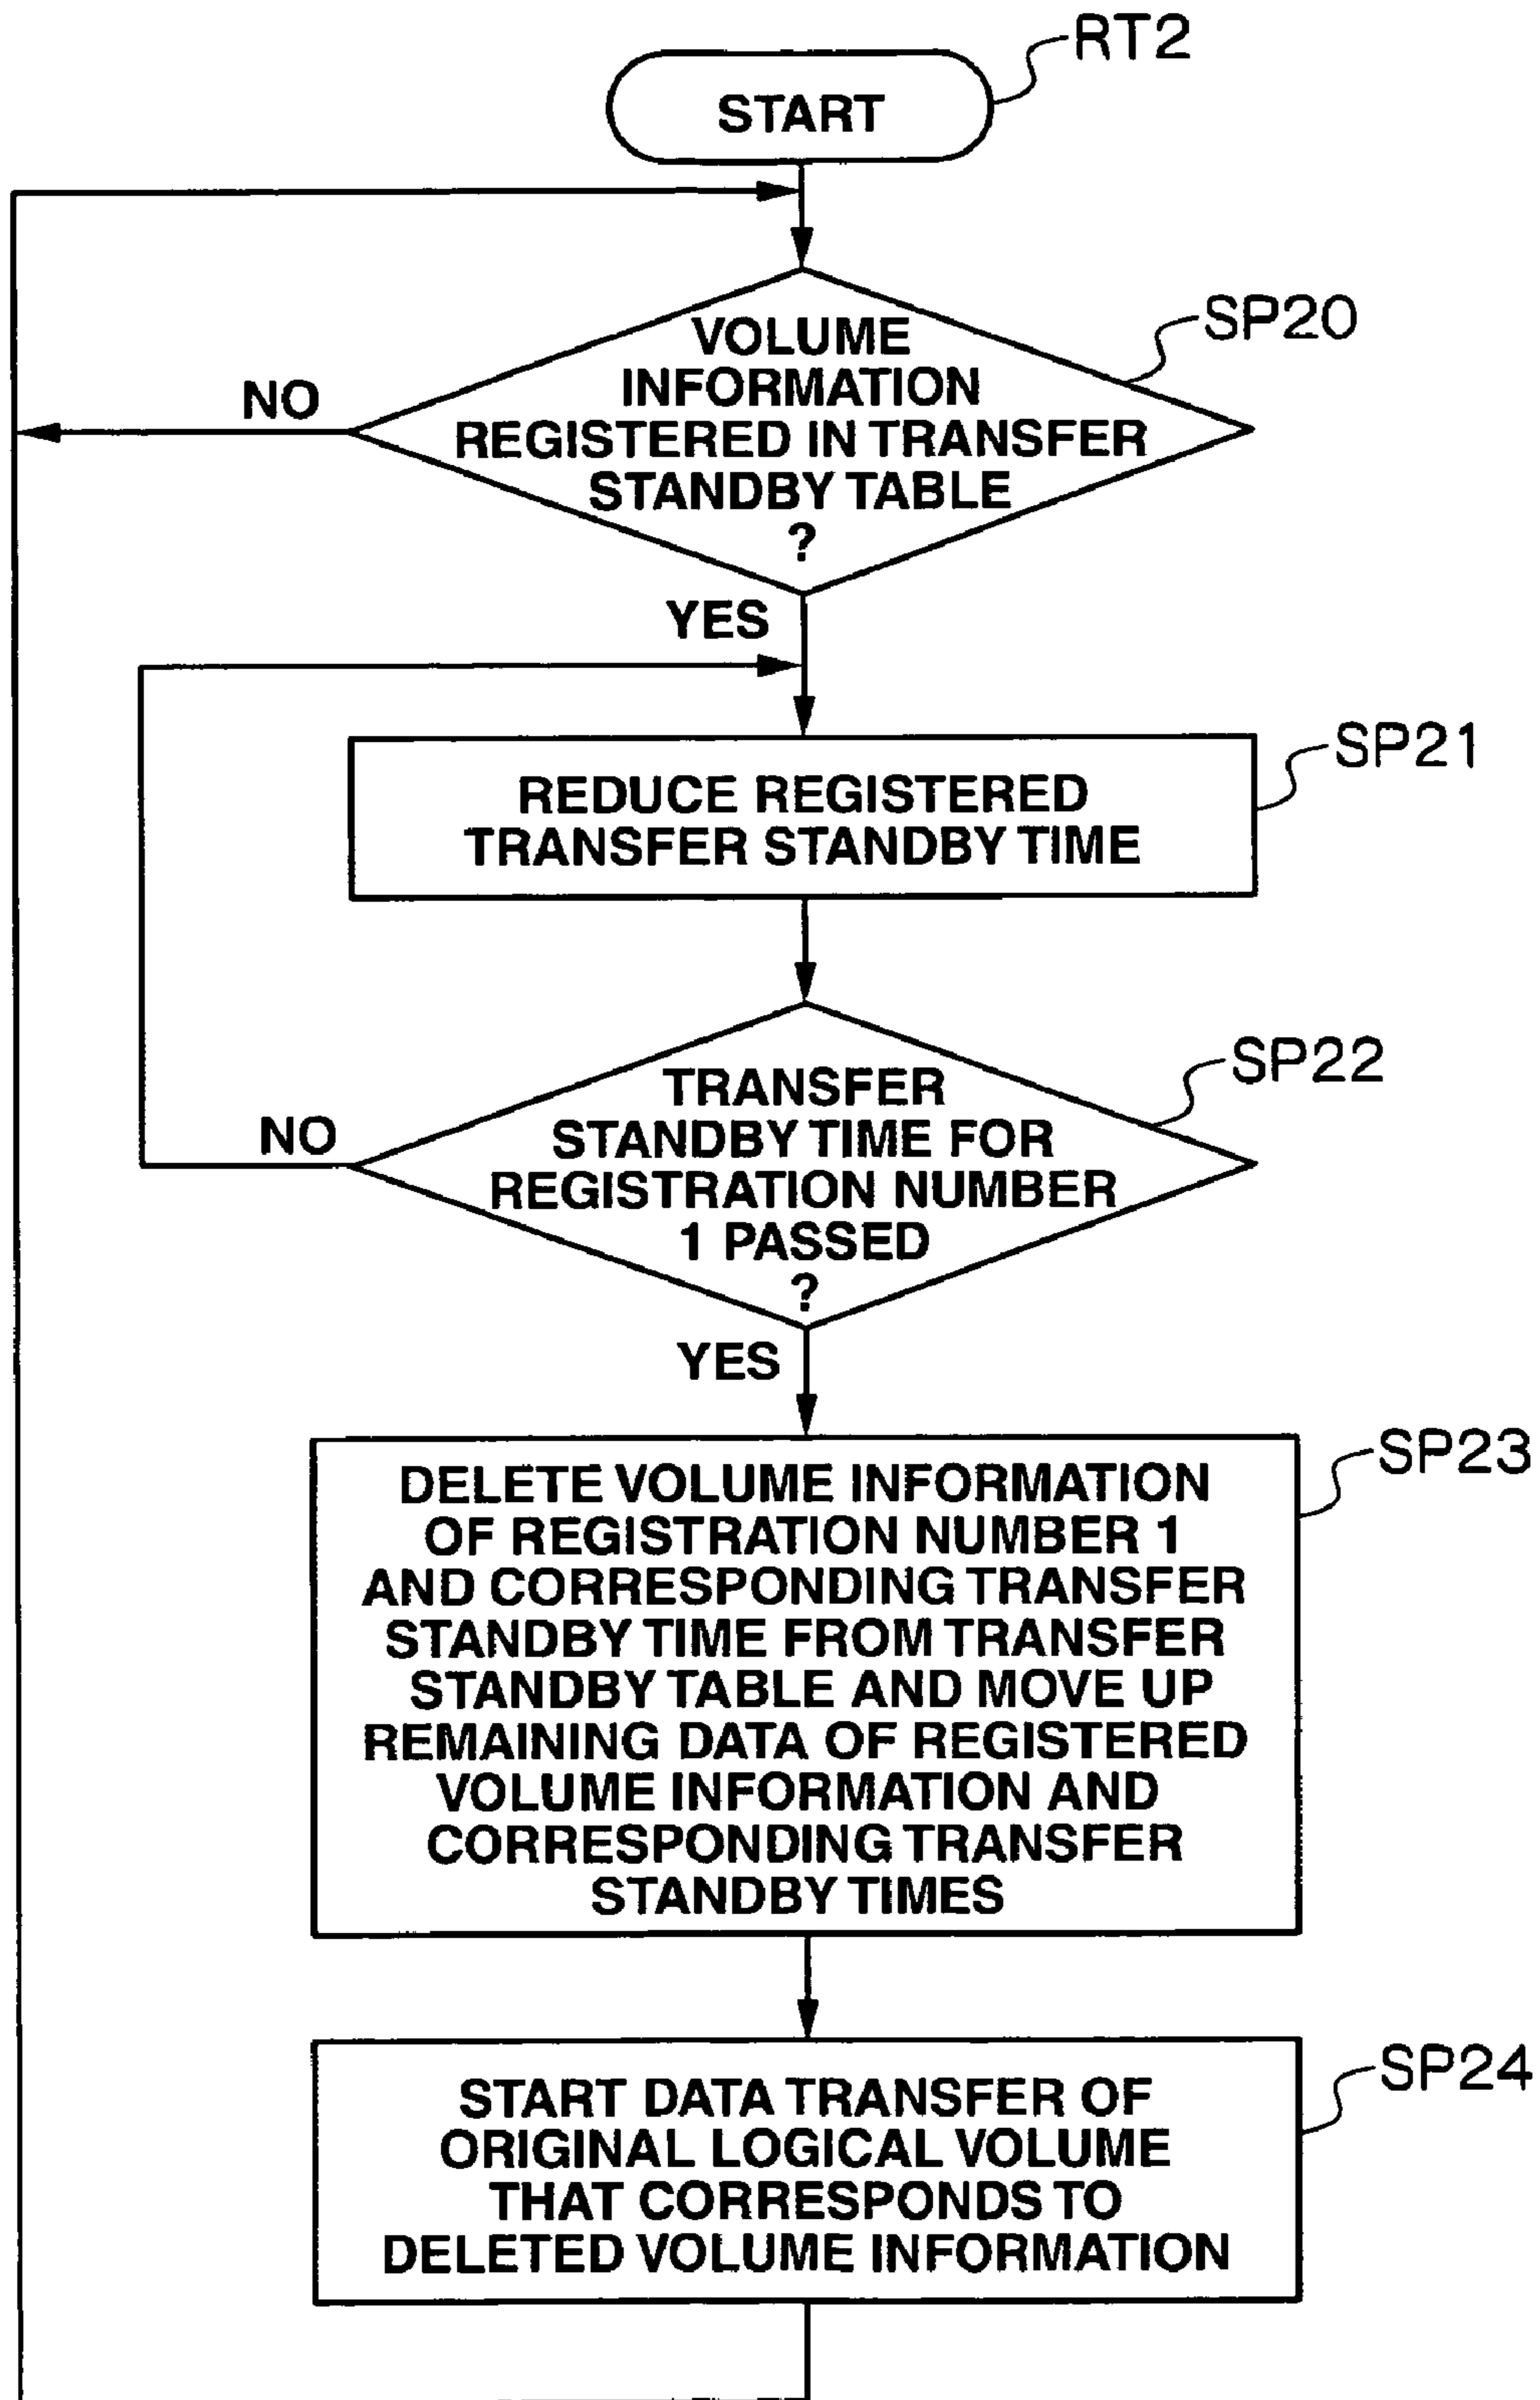 RT2
START
SP20
VOLUME
INFORMATION
REGISTERED IN TRANSFER
STANDBY TABLE
?
NO
YES
SP21
REDUCE REGISTERED
TRANSFER STANDBY TIME
SP22
TRANSFER
STANDBY TIME FOR
REGISTRATION NUMBER
1 PASSED
?
NO
YES
SP23
DELETE VOLUME INFORMATION
OF REGISTRATION NUMBER 1
AND CORRESPONDING TRANSFER
STANDBY TIME FROM TRANSFER
STANDBY TABLE AND MOVE UP
REMAINING DATA OF REGISTERED
VOLUME INFORMATION AND
CORRESPONDING TRANSFER
STANDBY TIMES
SP24
START DATA TRANSFER OF
ORIGINAL LOGICAL VOLUME
THAT CORRESPONDS TO
DELETED VOLUME INFORMATION